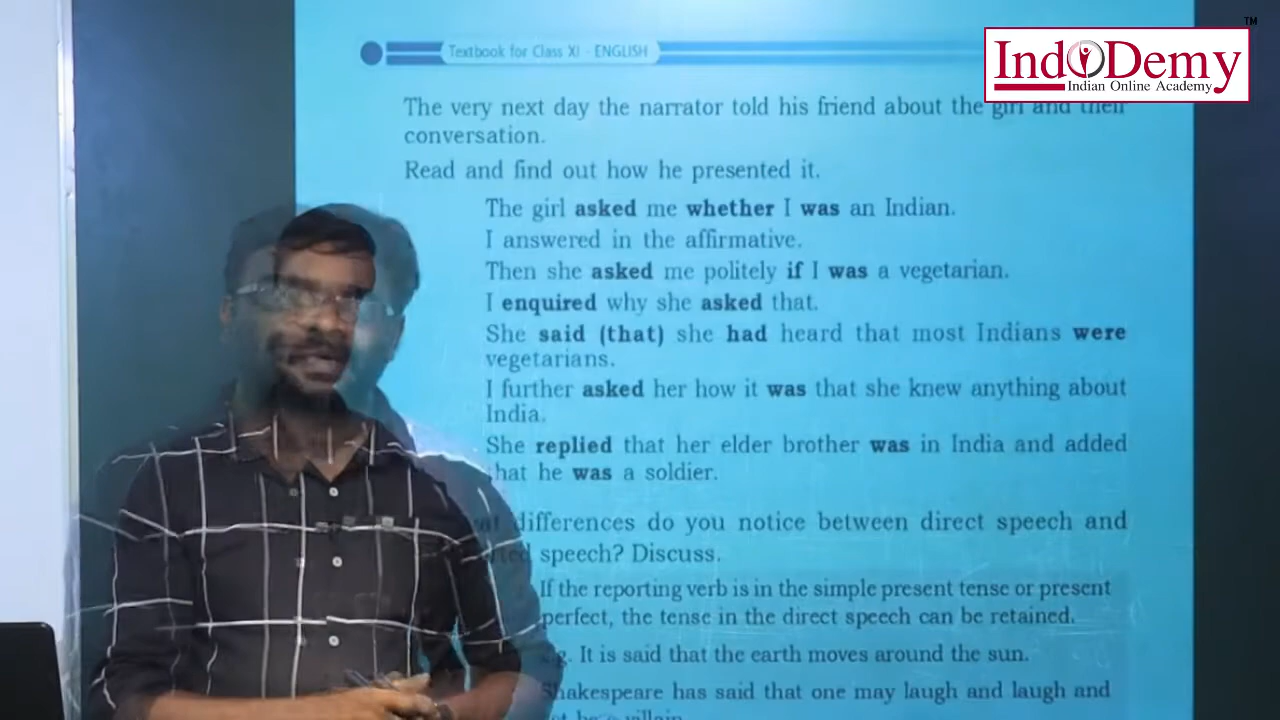 TM
IndoDemy
Indian Online Academy
Textbook for Class XI - ENGLISH
The very next day the narrator told his friend about the girl and their
conversation.
Read and find out how he presented it.
The girl asked me whether I was an Indian.
I answered in the affirmative.
Then she asked me politely if I was a vegetarian.
I enquired why she asked that.
She said (that) she had heard that most Indians were
vegetarians.
I further asked her how it was that she knew anything about
India.
She replied that her elder brother was in India and added
that he was a soldier.
differences do you notice between direct speech and
speech? Discuss.
If the reporting verb is in the simple present tense or present
perfect, the tense in the direct speech can be retained.
It is said that the earth moves around the sun.
Shakespeare has said that one may laugh and laugh and
be a villain